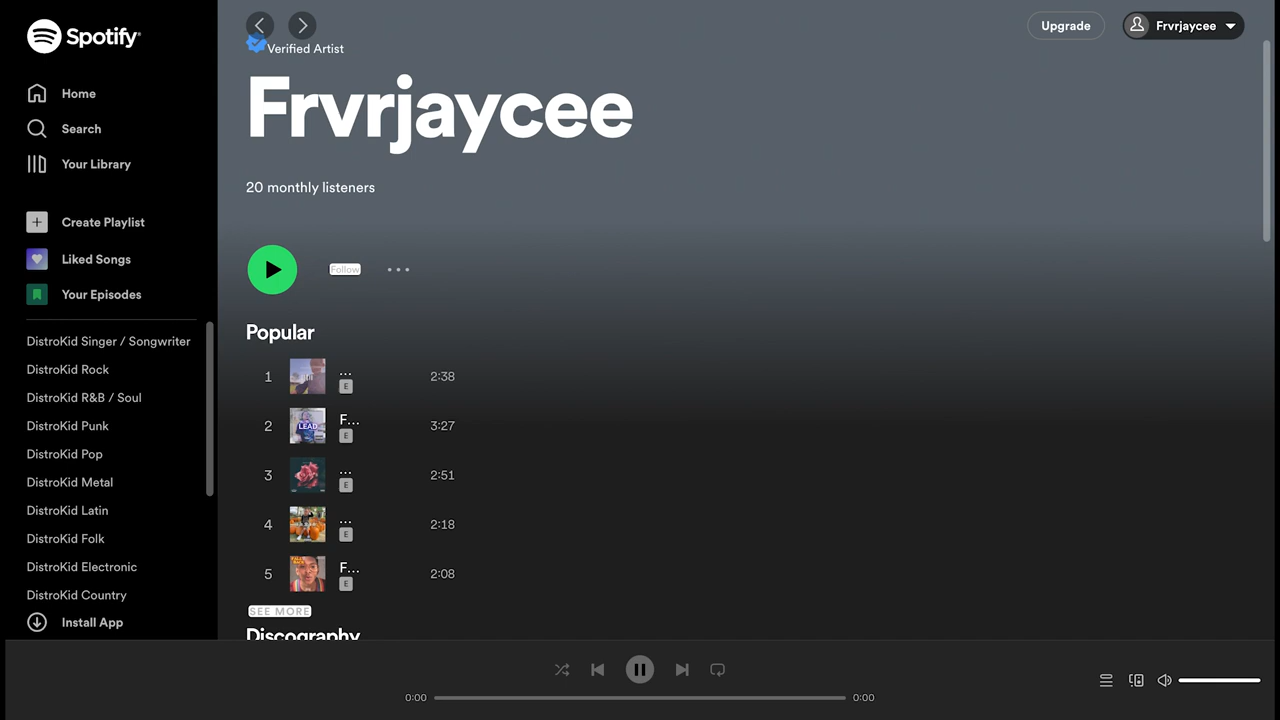 Spotify
Home
Search
Your Library
Create Playlist
Liked Songs
Your Episodes
DistroKid Singer / Songwriter
DistroKid Rock
DistroKid R&B / Soul
DistroKid Punk
DistroKid Pop
DistroKid Metal
DistroKid Latin
DistroKid Folk
DistroKid Electronic
DistroKid Country
Install App
Upgrade
Frvrjaycee
Verified Artist
Frvrjaycee
20 monthly listeners
Follow
Popular
1 ... E 2:38
2 LEAD F... E 3:27
3 ... E 2:51
4 ... E 2:18
5 F... E 2:08
SEE MORE
Discography
0:00 0:00